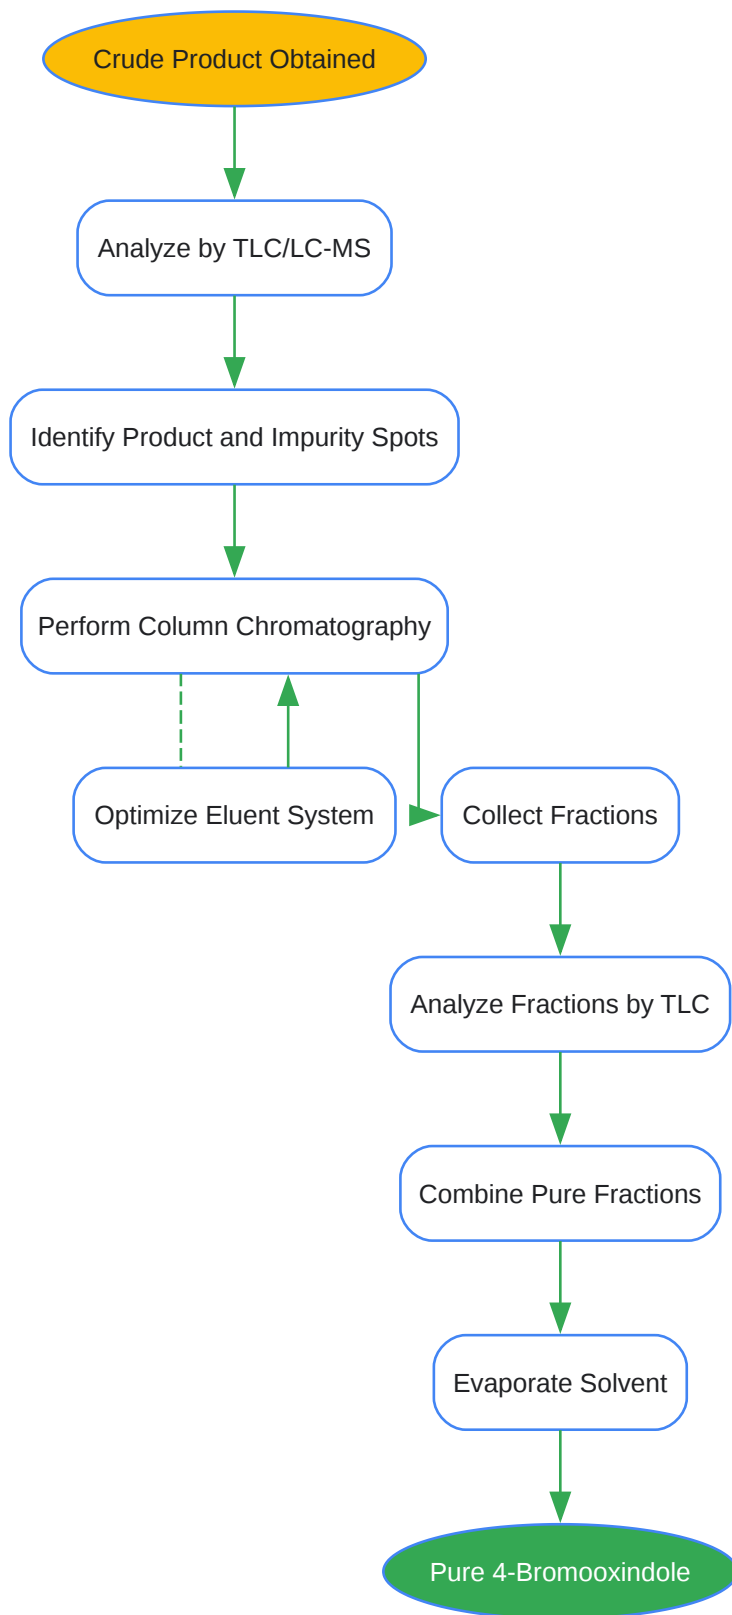 Crude Product Obtained
Analyze by TLC/LC-MS
Identify Product and Impurity Spots
Perform Column Chromatography
Optimize Eluent System
Collect Fractions
Analyze Fractions by TLC
Combine Pure Fractions
Evaporate Solvent
Pure 4-Bromooxindole